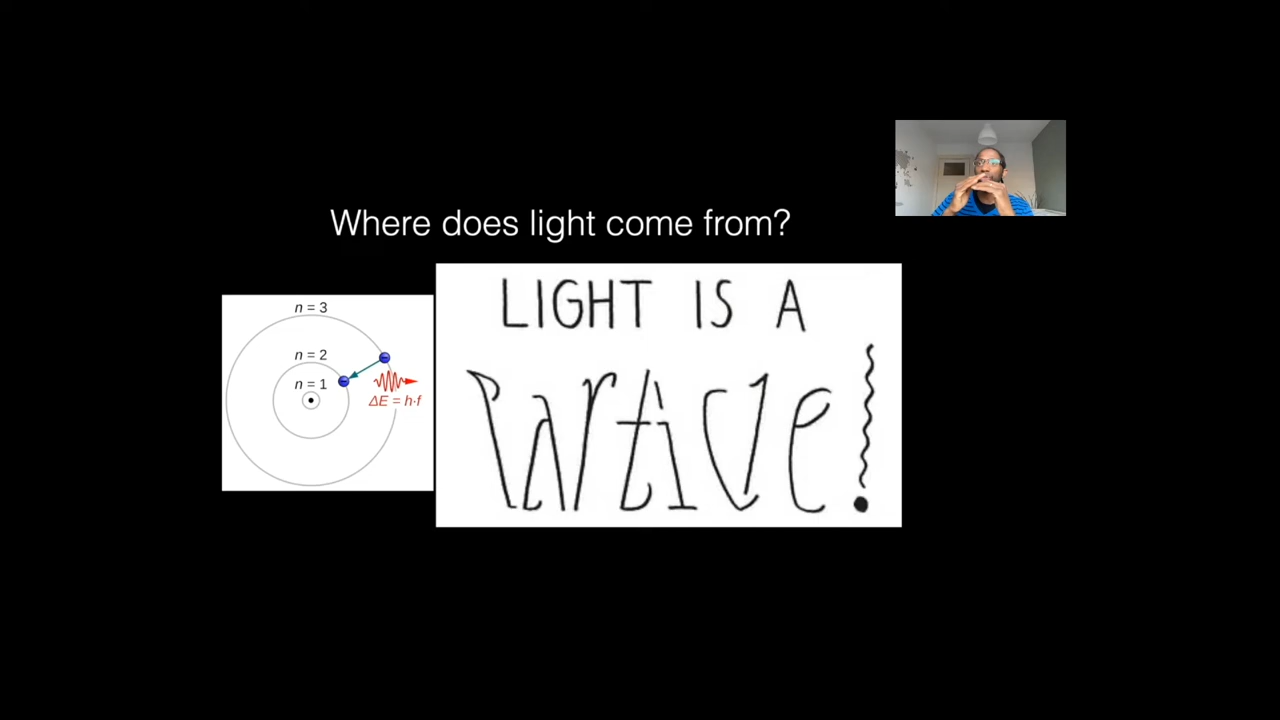 Where does light come from?
n = 3
n = 2
n = 1
ΔE = h·f
LIGHT IS A
Particle!